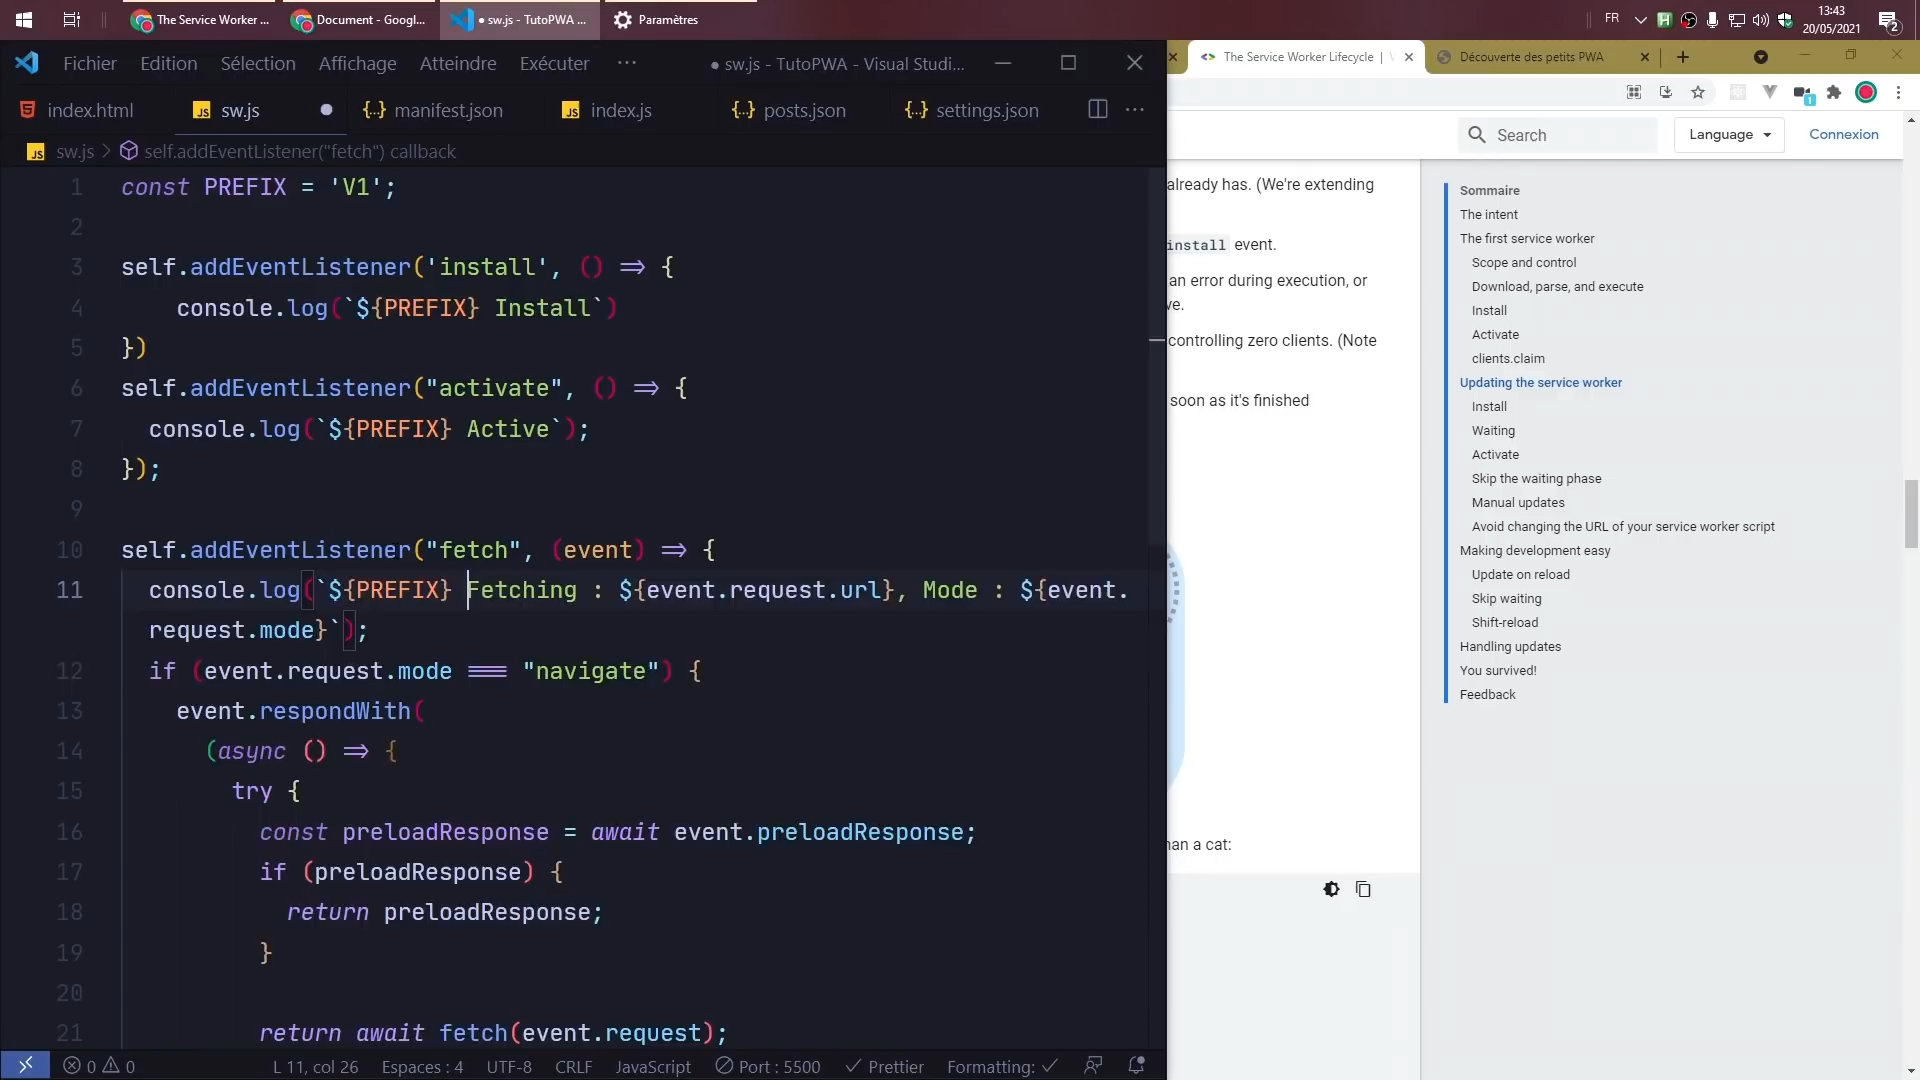 The Service Worker ...
Document - Googl...
● sw.js - TutoPWA ...
Paramètres
FR
13:43
20/05/2021
2
Fichier Edition Sélection Affichage Atteindre Exécuter ···
● sw.js - TutoPWA - Visual Studi...
index.html
sw.js
manifest.json
index.js
posts.json
settings.json
sw.js > self.addEventListener("fetch") callback
1 const PREFIX = 'V1';
2
3 self.addEventListener('install', () => {
4 console.log(`${PREFIX} Install`)
5 })
6 self.addEventListener("activate", () => {
7 console.log(`${PREFIX} Active`);
8 });
9
10 self.addEventListener("fetch", (event) => {
11 console.log(`${PREFIX} Fetching : ${event.request.url}, Mode : ${event.
request.mode}`);
12 if (event.request.mode === "navigate") {
13 event.respondWith(
14 (async () => {
15 try {
16 const preloadResponse = await event.preloadResponse;
17 if (preloadResponse) {
18 return preloadResponse;
19 }
20
21 return await fetch(event.request);
0 0 L 11, col 26 Espaces : 4 UTF-8 CRLF JavaScript Port : 5500 Prettier Formating: 
The Service Worker Lifecycle |
Découverte des petits PWA
1
Search
Language
Connexion
already has. (We're extending
install event.
an error during execution, or
ve.
controlling zero clients. (Note
soon as it's finished
han a cat:
Sommaire
The intent
The first service worker
Scope and control
Download, parse, and execute
Install
Activate
clients.claim
Updating the service worker
Install
Waiting
Activate
Skip the waiting phase
Manual updates
Avoid changing the URL of your service worker script
Making development easy
Update on reload
Skip waiting
Shift-reload
Handling updates
You survived!
Feedback